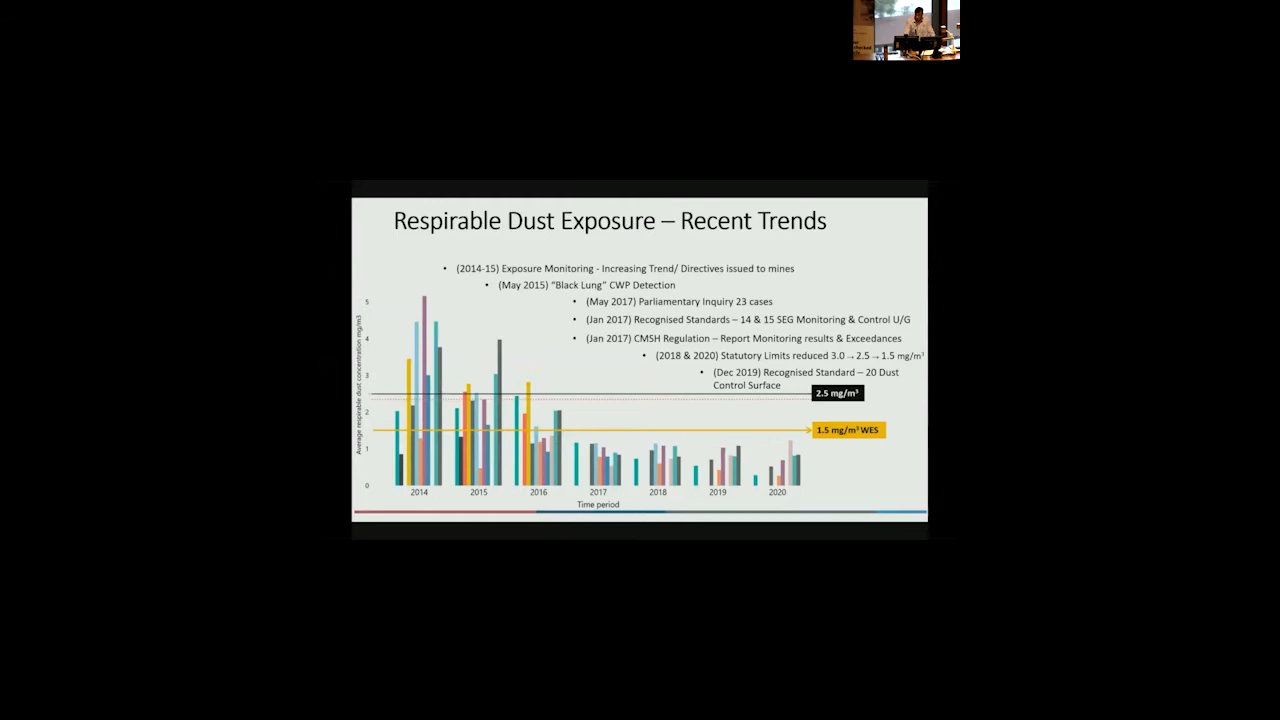 Respirable Dust Exposure – Recent Trends
• (2014-15) Exposure Monitoring - Increasing Trend/ Directives issued to mines
• (May 2015) “Black Lung” CWP Detection
• (May 2017) Parliamentary Inquiry 23 cases
• (Jan 2017) Recognised Standards – 14 & 15 SEG Monitoring & Control U/G
• (Jan 2017) CMSH Regulation – Report Monitoring results & Exceedances
• (2018 & 2020) Statutory Limits reduced 3.0 → 2.5 → 1.5 mg/m³
• (Dec 2019) Recognised Standard – 20 Dust
Control Surface
2.5 mg/m³
1.5 mg/m³ WES
Average respirable dust concentration mg/m3
5
4
3
2
1
0
2014 2015 2016 2017 2018 2019 2020
Time period